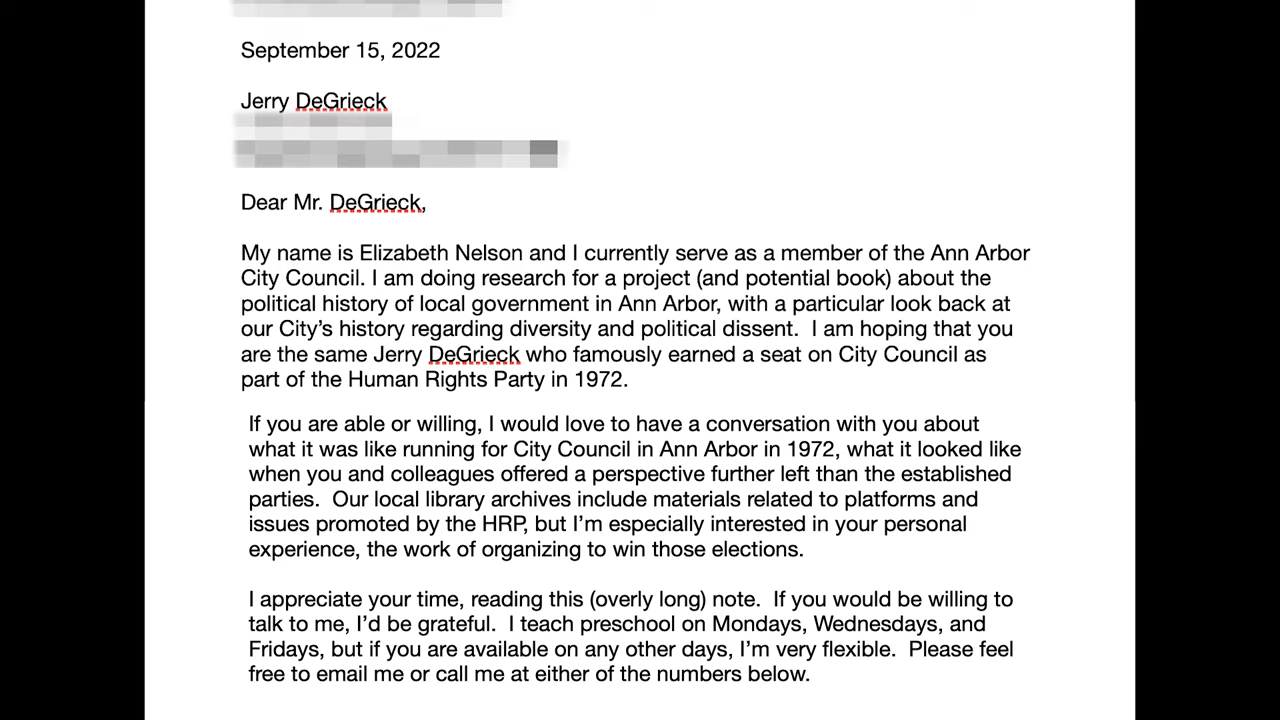 September 15, 2022
Jerry DeGrieck
Dear Mr. DeGrieck,
My name is Elizabeth Nelson and I currently serve as a member of the Ann Arbor
City Council. I am doing research for a project (and potential book) about the
political history of local government in Ann Arbor, with a particular look back at
our City’s history regarding diversity and political dissent.  I am hoping that you
are the same Jerry DeGrieck who famously earned a seat on City Council as
part of the Human Rights Party in 1972.
If you are able or willing, I would love to have a conversation with you about
what it was like running for City Council in Ann Arbor in 1972, what it looked like
when you and colleagues offered a perspective further left than the established
parties.  Our local library archives include materials related to platforms and
issues promoted by the HRP, but I’m especially interested in your personal
experience, the work of organizing to win those elections.
I appreciate your time, reading this (overly long) note.  If you would be willing to
talk to me, I’d be grateful.  I teach preschool on Mondays, Wednesdays, and
Fridays, but if you are available on any other days, I’m very flexible.  Please feel
free to email me or call me at either of the numbers below.